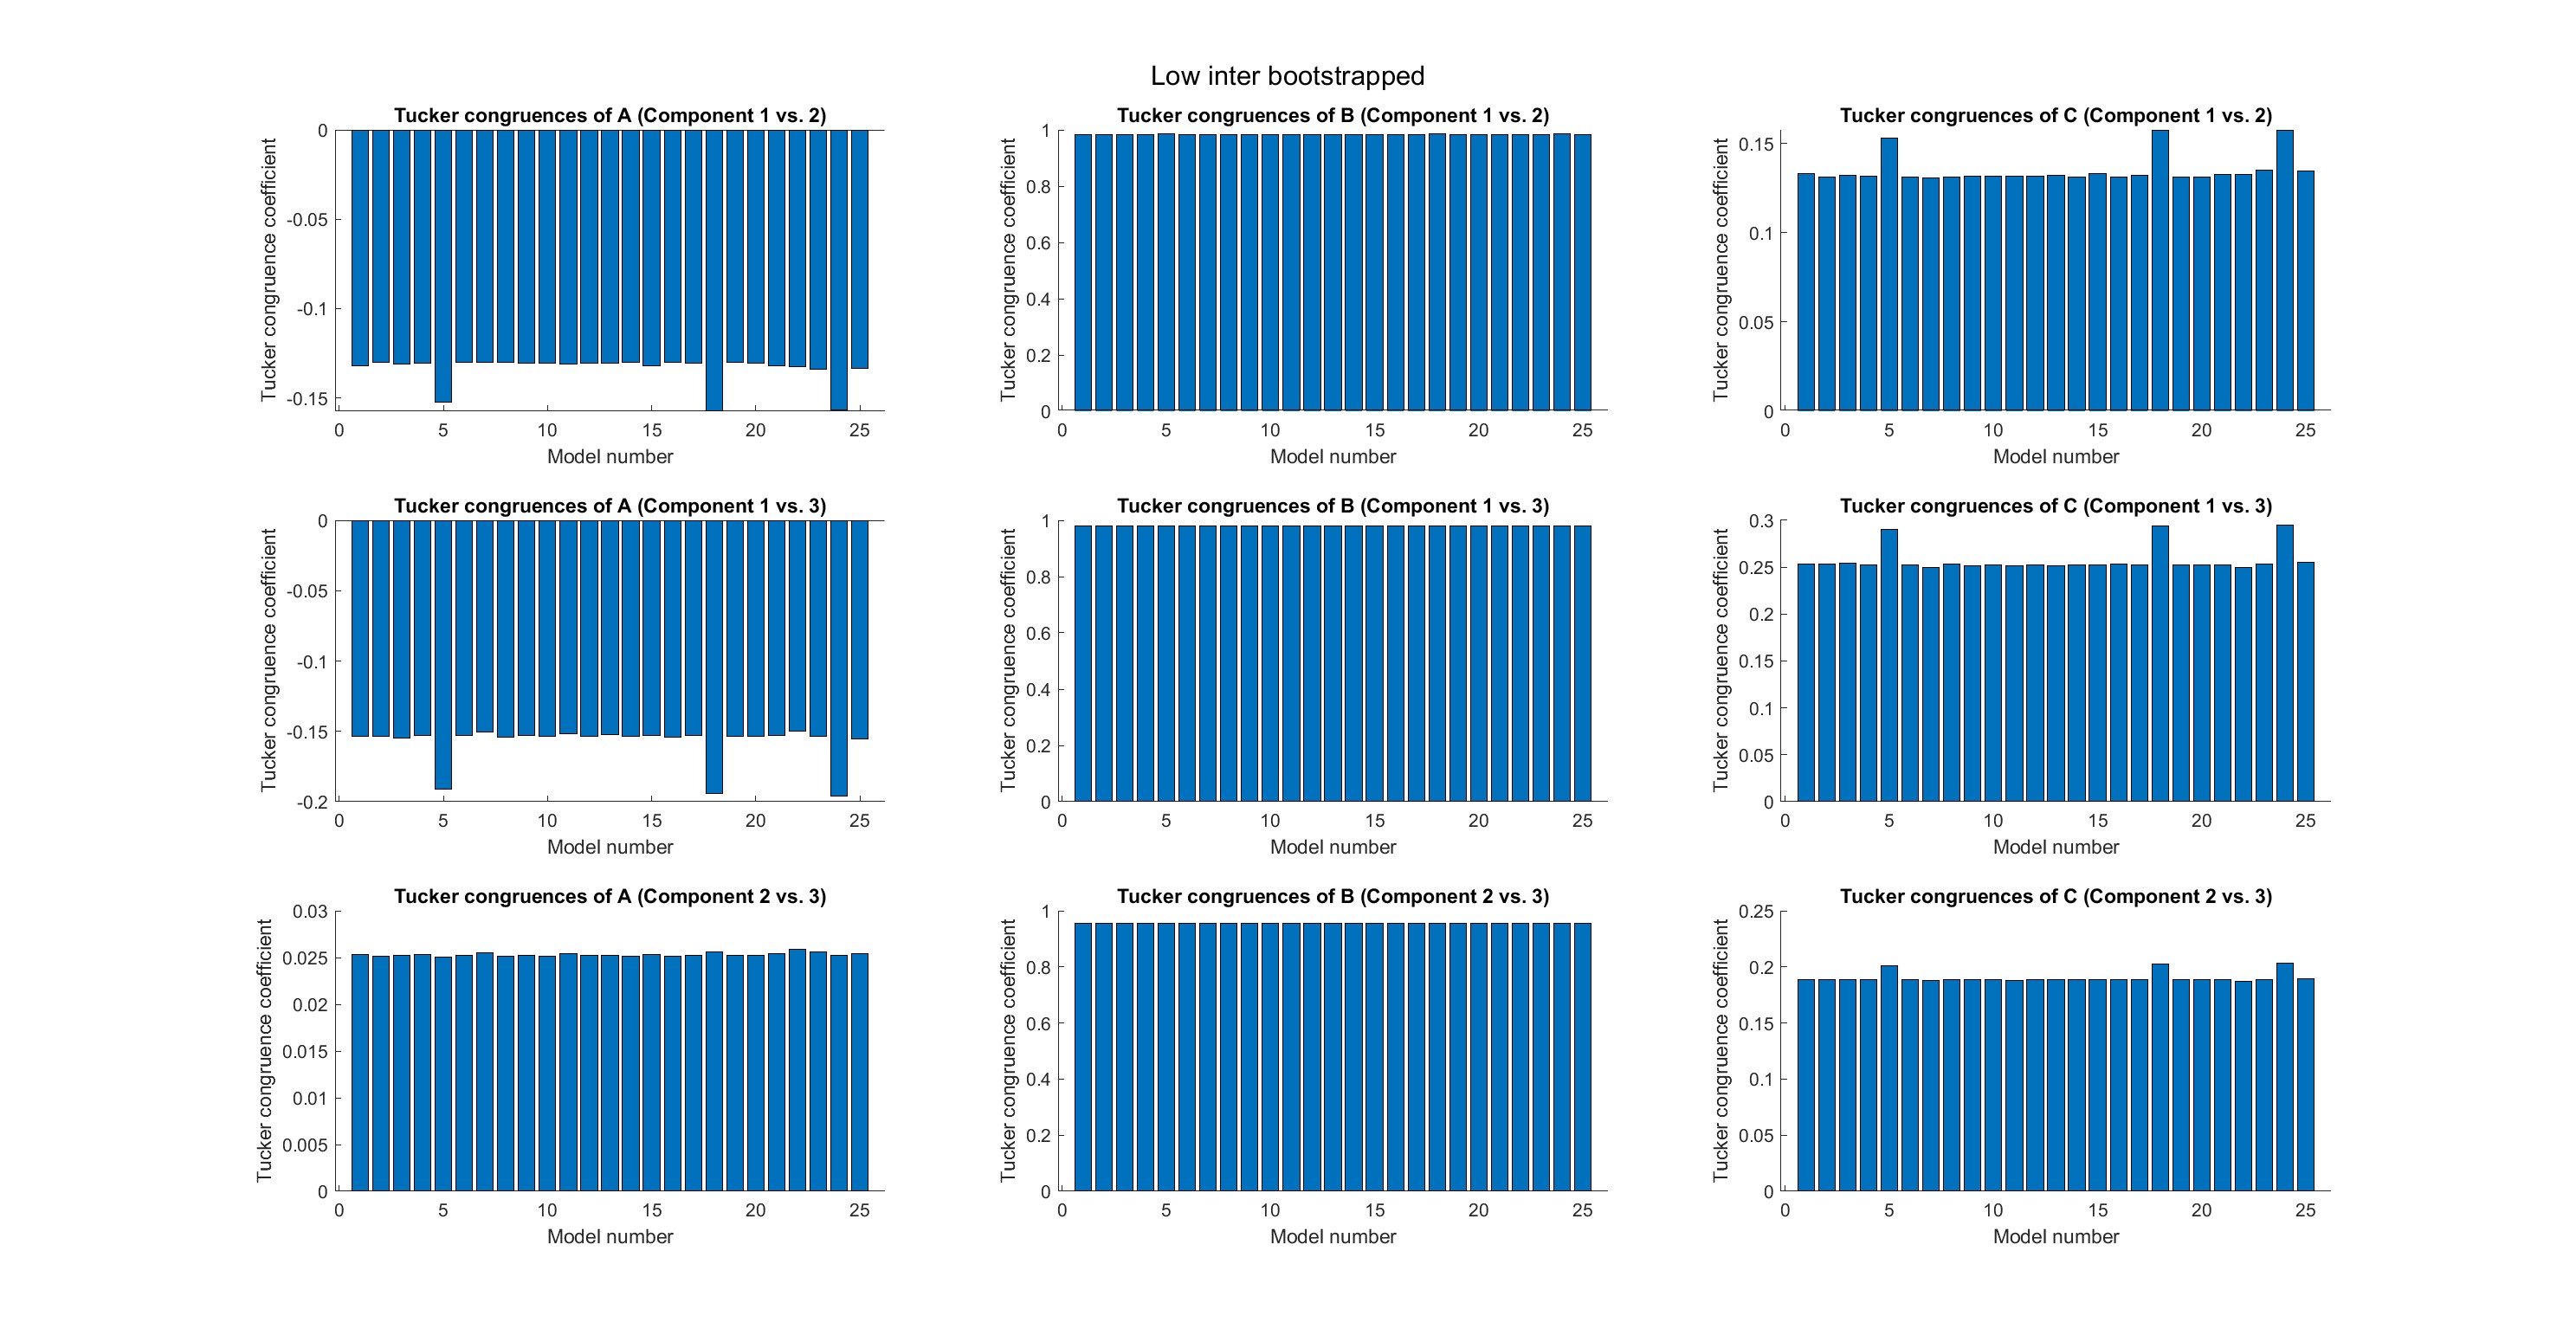 Low inter bootstrapped
Tucker congruences of A (Component 1 vs. 2)
Tucker congruence coefficient
0
-0.05
-0.1
-0.15
0 5 10 15 20 25
Model number
Tucker congruences of B (Component 1 vs. 2)
Tucker congruence coefficient
1
0.8
0.6
0.4
0.2
0
0 5 10 15 20 25
Model number
Tucker congruences of C (Component 1 vs. 2)
Tucker congruence coefficient
0.15
0.1
0.05
0
0 5 10 15 20 25
Model number
Tucker congruences of A (Component 1 vs. 3)
Tucker congruence coefficient
0
-0.05
-0.1
-0.15
-0.2
0 5 10 15 20 25
Model number
Tucker congruences of B (Component 1 vs. 3)
Tucker congruence coefficient
1
0.8
0.6
0.4
0.2
0
0 5 10 15 20 25
Model number
Tucker congruences of C (Component 1 vs. 3)
Tucker congruence coefficient
0.3
0.25
0.2
0.15
0.1
0.05
0
0 5 10 15 20 25
Model number
Tucker congruences of A (Component 2 vs. 3)
Tucker congruence coefficient
0.03
0.025
0.02
0.015
0.01
0.005
0
0 5 10 15 20 25
Model number
Tucker congruences of B (Component 2 vs. 3)
Tucker congruence coefficient
1
0.8
0.6
0.4
0.2
0
0 5 10 15 20 25
Model number
Tucker congruences of C (Component 2 vs. 3)
Tucker congruence coefficient
0.25
0.2
0.15
0.1
0.05
0
0 5 10 15 20 25
Model number